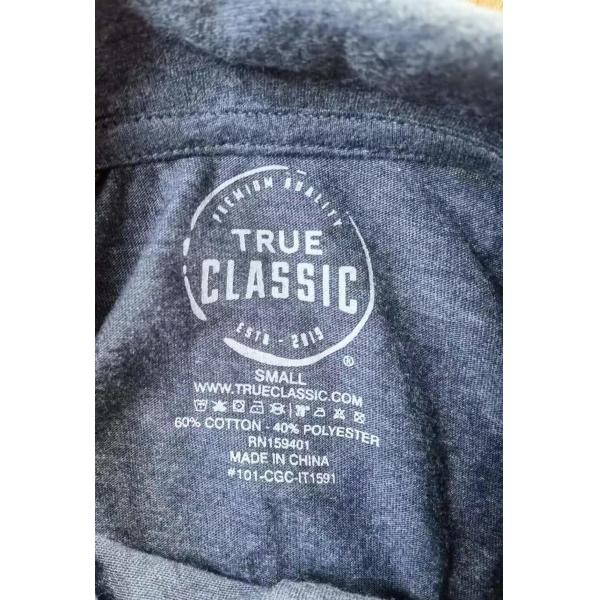 PREMIUM QUALITY
TRUE
CLASSIC
ESTD - 2019
®
SMALL
WWW.TRUECLASSIC.COM
60% COTTON - 40% POLYESTER
RN159401
MADE IN CHINA
#101-CGC-IT1591